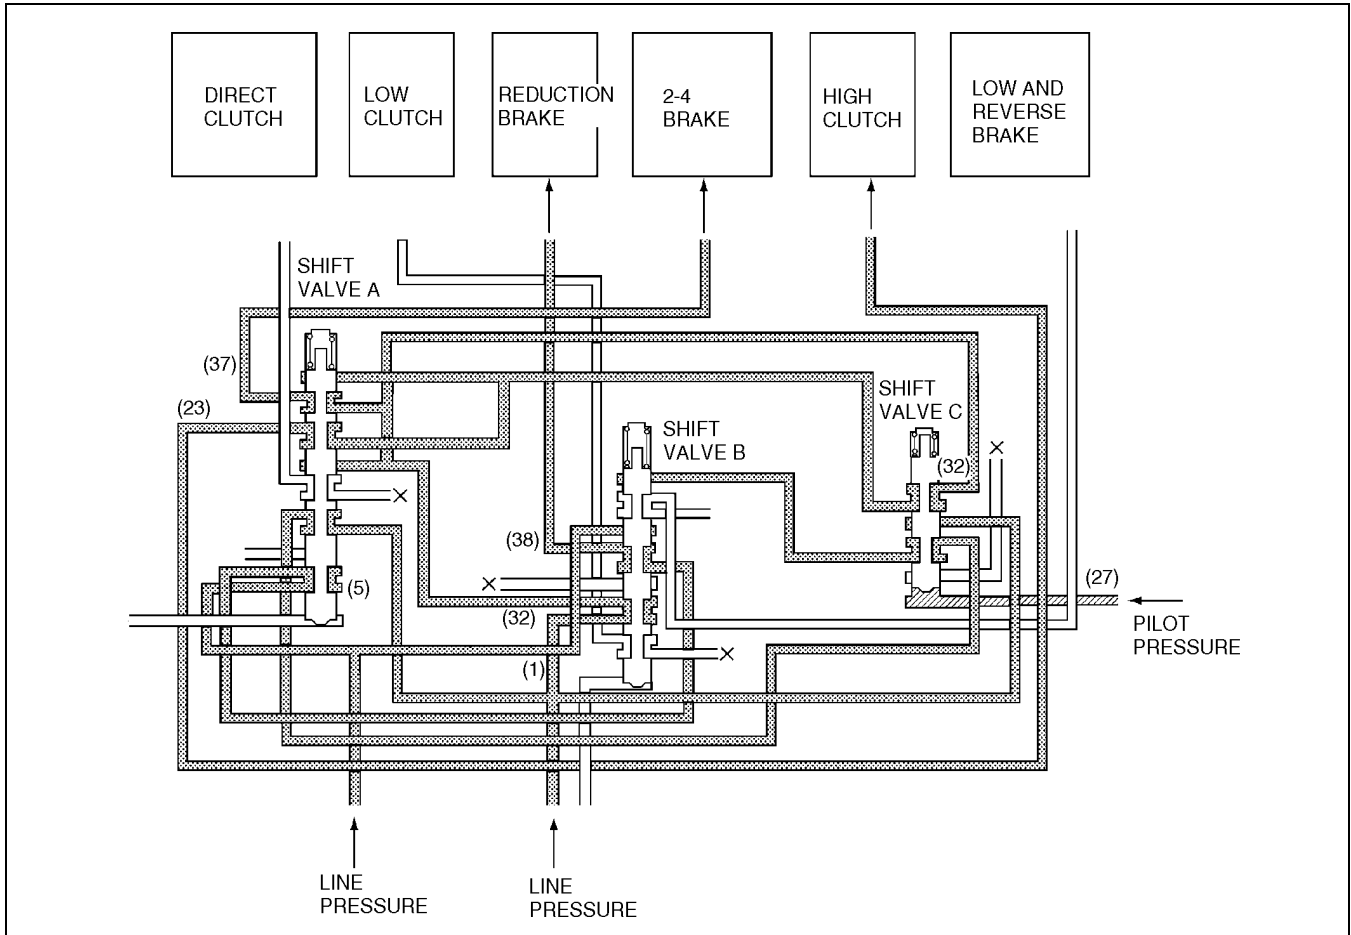 DIRECT
CLUTCH
LOW
CLUTCH
REDUCTION
BRAKE
2-4
BRAKE
HIGH
CLUTCH
LOW AND
REVERSE
BRAKE
SHIFT
VALVE A
(37)
(23)
SHIFT
VALVE B
SHIFT
VALVE C
(32)
(38)
(5)
(32)
(1)
(27)
PILOT
PRESSURE
LINE
PRESSURE
LINE
PRESSURE